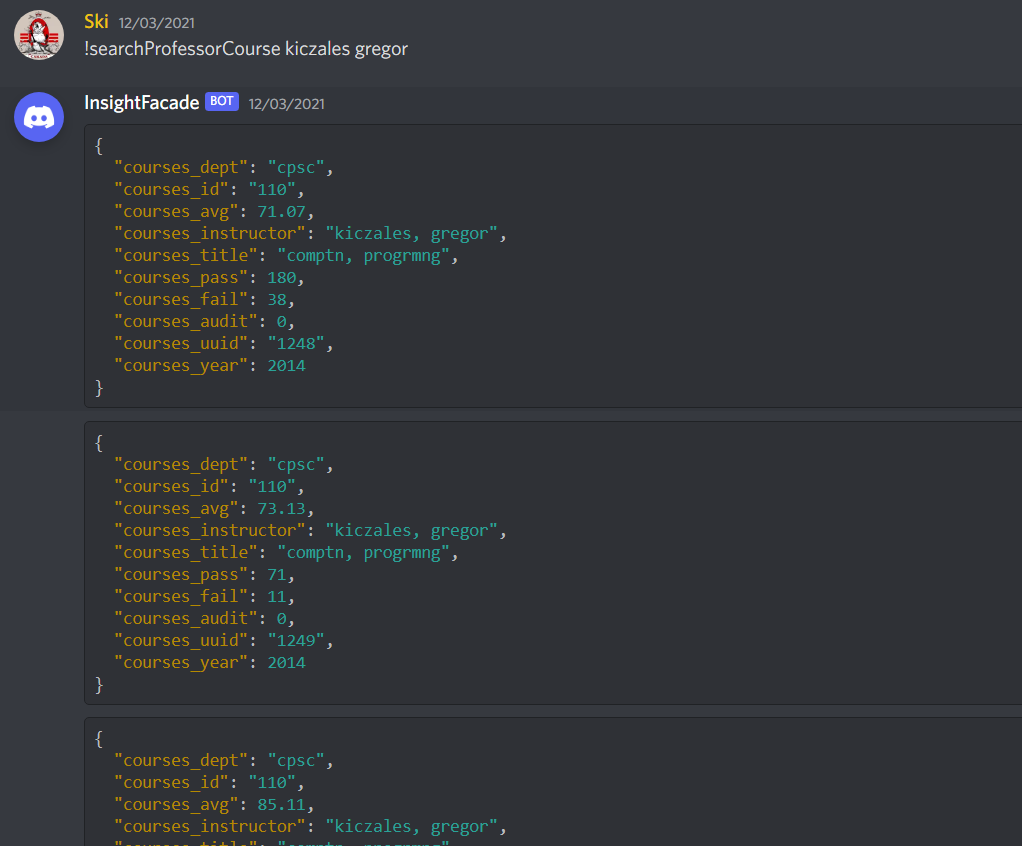 Ski 12/03/2021
!searchProfessorCourse kiczales gregor
InsightFacade BOT 12/03/2021
{
  "courses_dept": "cpsc",
  "courses_id": "110",
  "courses_avg": 71.07,
  "courses_instructor": "kiczales, gregor",
  "courses_title": "comptn, progrmng",
  "courses_pass": 180,
  "courses_fail": 38,
  "courses_audit": 0,
  "courses_uuid": "1248",
  "courses_year": 2014
}
{
  "courses_dept": "cpsc",
  "courses_id": "110",
  "courses_avg": 73.13,
  "courses_instructor": "kiczales, gregor",
  "courses_title": "comptn, progrmng",
  "courses_pass": 71,
  "courses_fail": 11,
  "courses_audit": 0,
  "courses_uuid": "1249",
  "courses_year": 2014
}
{
  "courses_dept": "cpsc",
  "courses_id": "110",
  "courses_avg": 85.11,
  "courses_instructor": "kiczales, gregor",